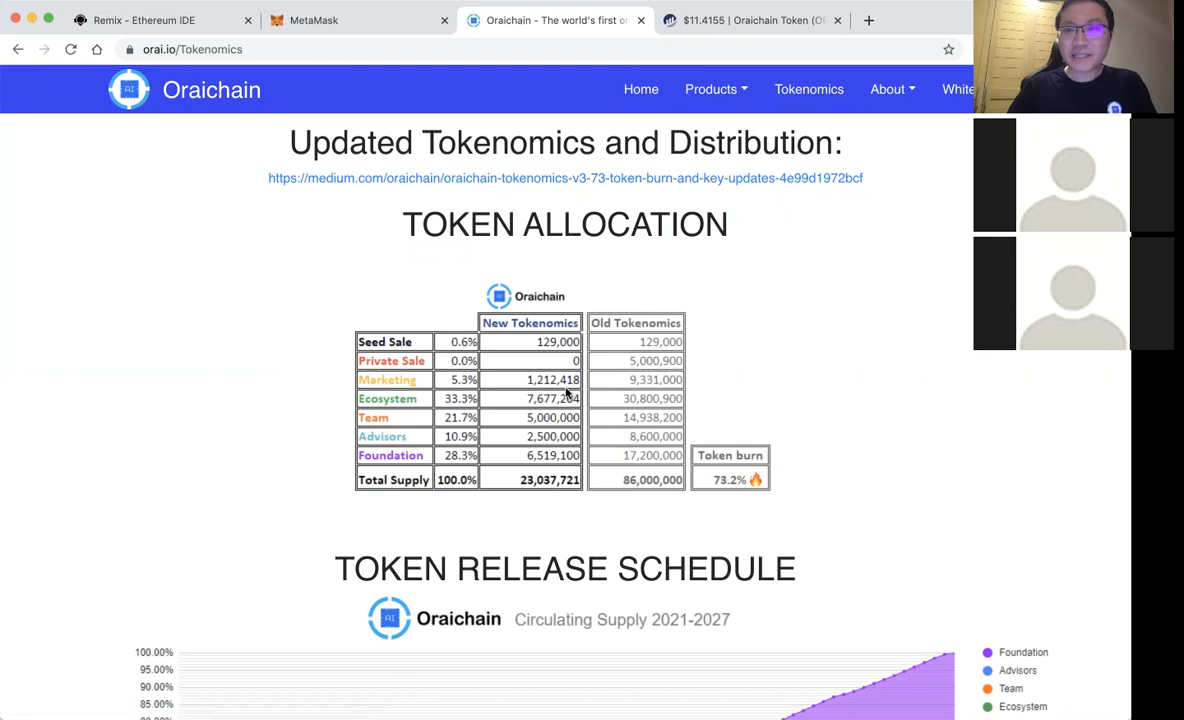 Remix - Ethereum IDE
MetaMask
Oraichain - The world's first or
$11.4155 | Oraichain Token (OR
orai.io/Tokenomics
AI
Oraichain
Home
Products
Tokenomics
About
White
Updated Tokenomics and Distribution:
https://medium.com/oraichain/oraichain-tokenomics-v3-73-token-burn-and-key-updates-4e99d1972bcf
TOKEN ALLOCATION
AI Oraichain
New Tokenomics Old Tokenomics
Seed Sale 0.6% 129,000 129,000
Private Sale 0.0% 0 5,000,900
Marketing 5.3% 1,212,418 9,331,000
Ecosystem 33.3% 30,800,900
Team 21.7% 5,000,000 14,938,200
Advisors 10.9% 2,500,000 8,600,000
Foundation 28.3% 6,519,100 17,200,000 Token burn
Total Supply 100.0% 23,037,721 86,000,000 73.2%
TOKEN RELEASE SCHEDULE
AI Oraichain Circulating Supply 2021-2027
100.00%
95.00%
90.00%
85.00%
Foundation
Advisors
Team
Ecosystem